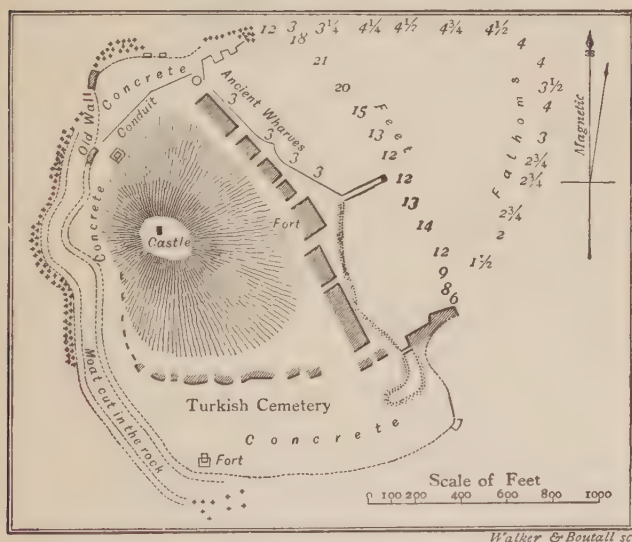 12 3 3¼ 4¼ 4½ 4¾ 4½
18 4
21 4
20 3½
15 4
13 3
12 2¾
12 2¾
13 2¾
14 2
12 1½
9
8
6
Feet
Fathoms
Magnetic
Concrete
Old Wall
Conduit
Ancient Wharves
3
3
3
3
Concrete
Castle
Fort
Moat cut in the rock
Turkish Cemetery
Concrete
Fort
Scale of Feet
0 100 200 400 600 800 1000
Walker & Boutall sc